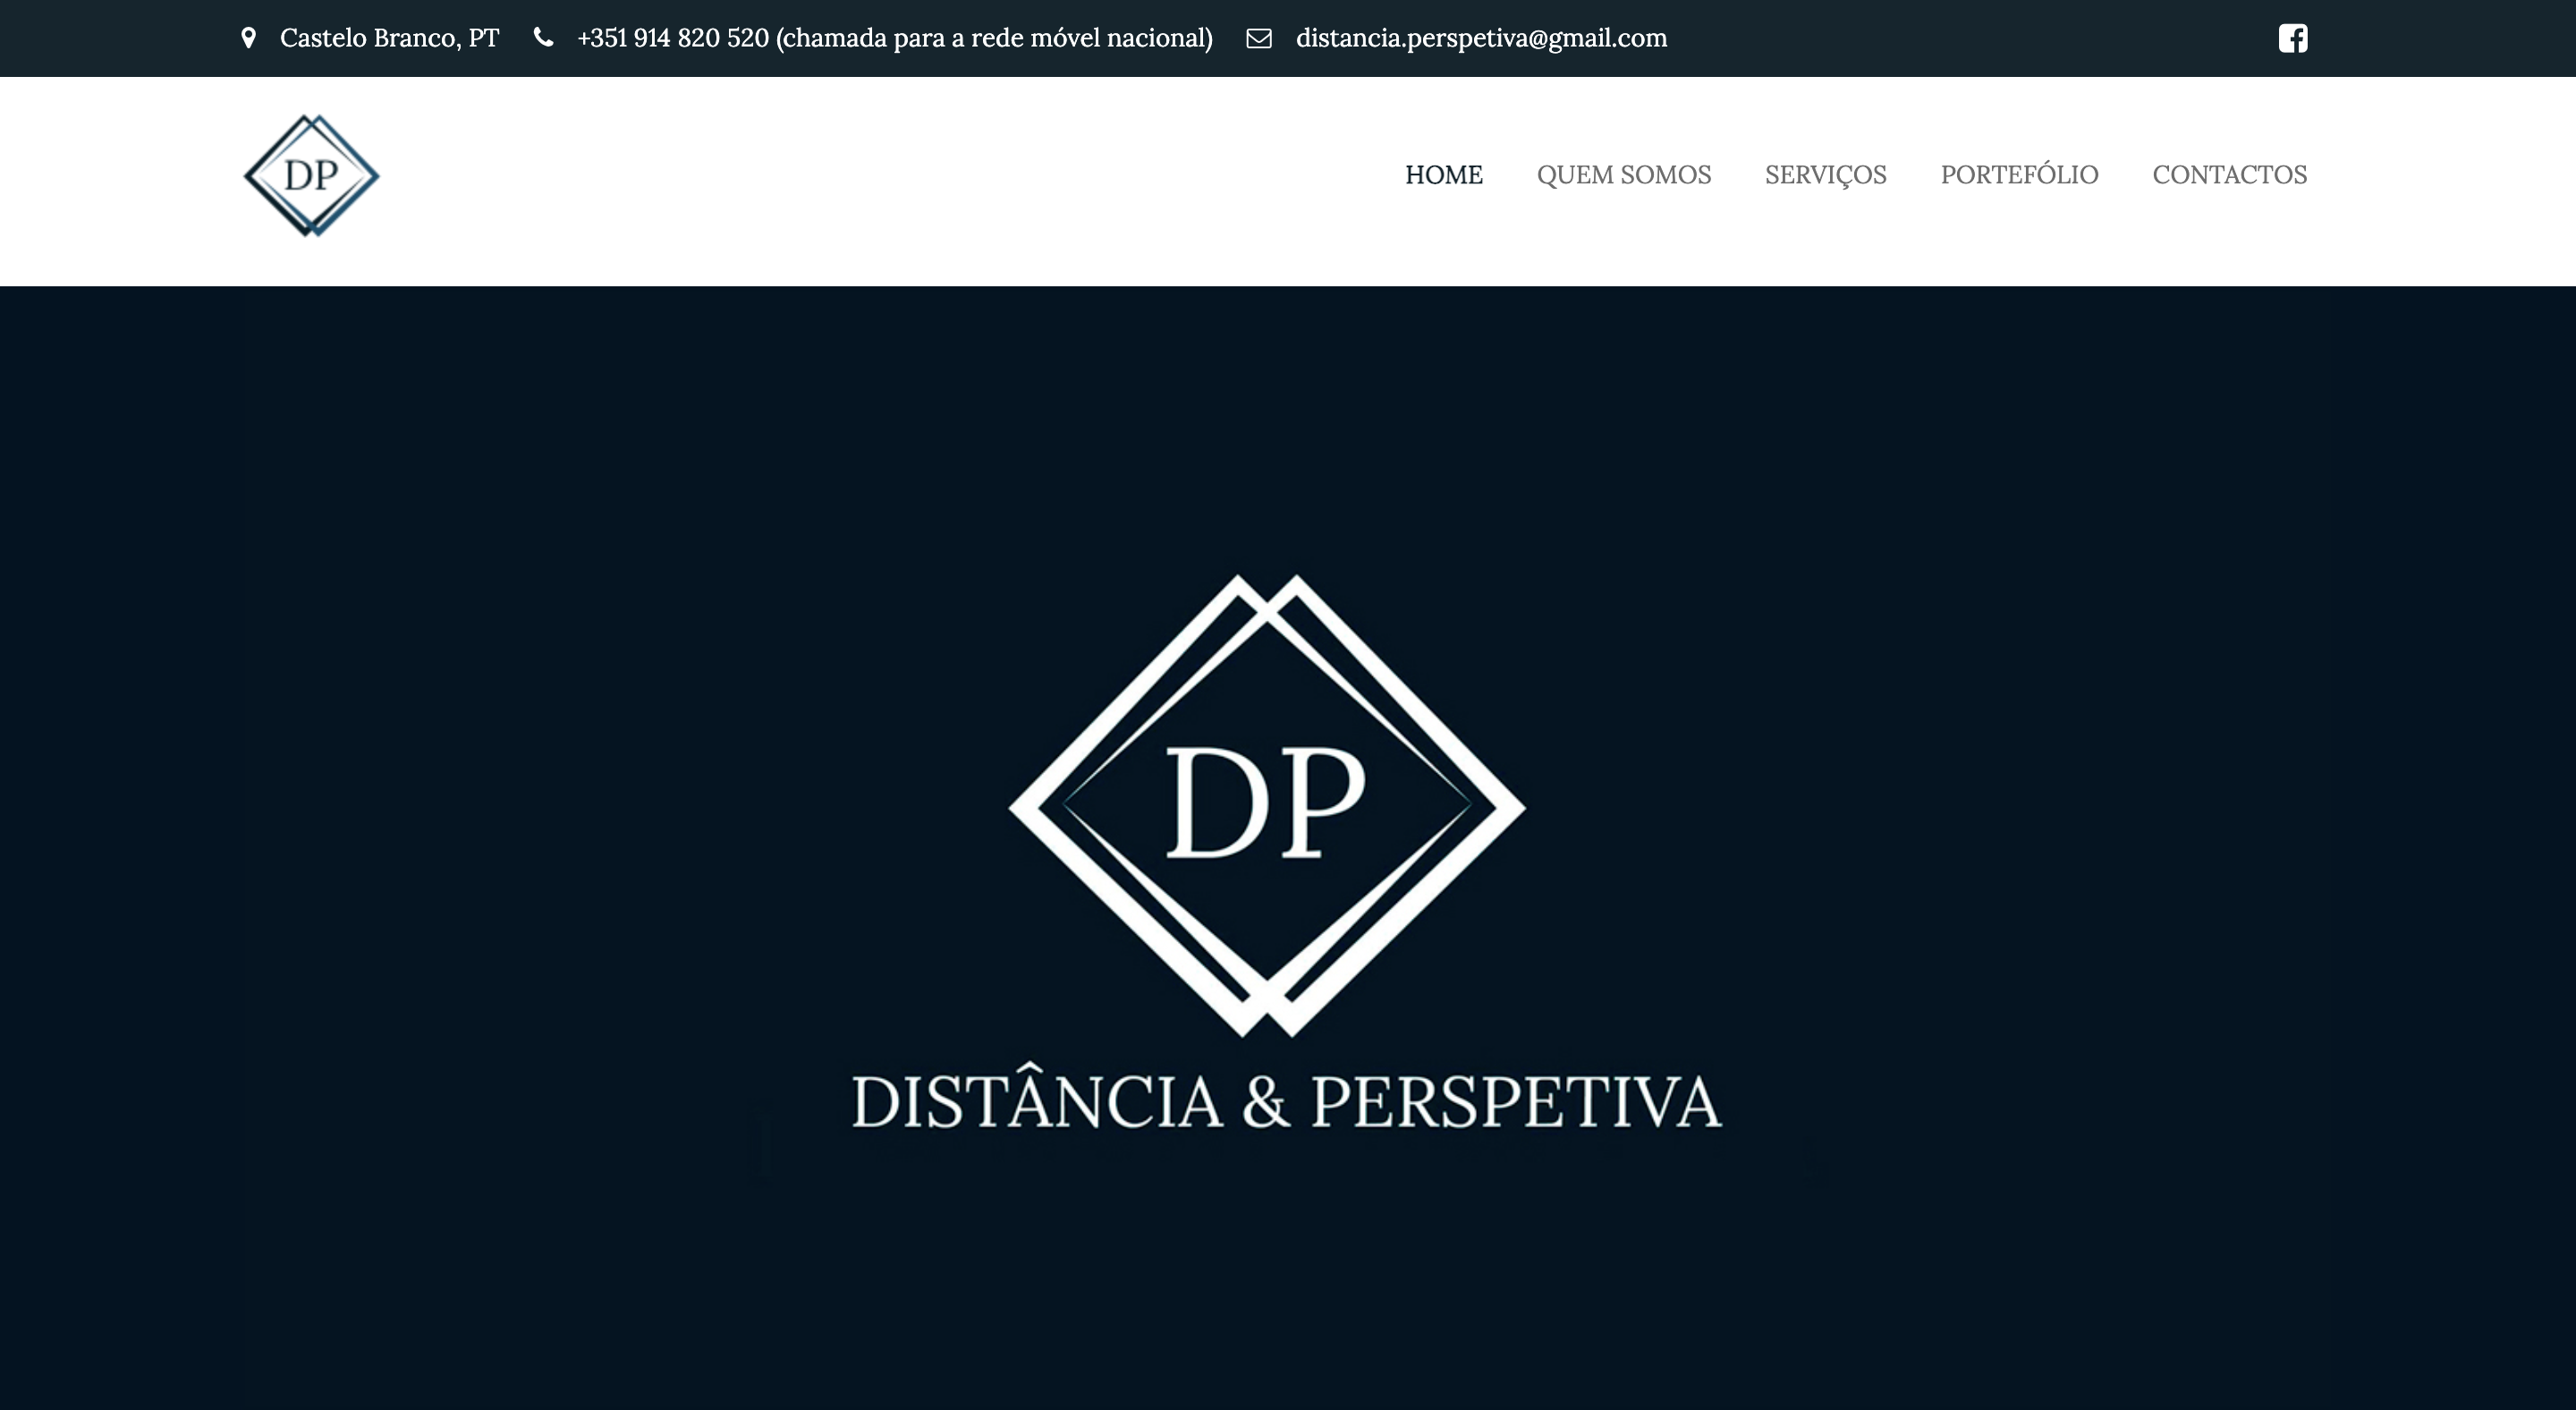 Castelo Branco, PT +351 914 820 520 (chamada para a rede móvel nacional) distancia.perspetiva@gmail.com
DP
HOME QUEM SOMOS SERVIÇOS PORTEFÓLIO CONTACTOS
DP
DISTÂNCIA & PERSPETIVA